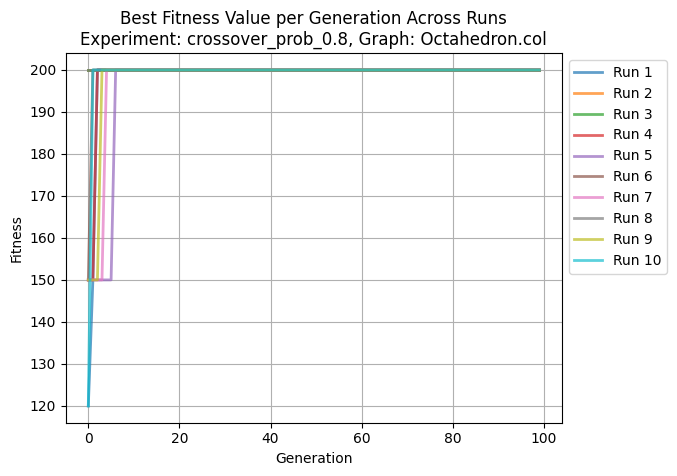 Best Fitness Value per Generation Across Runs
Experiment: crossover_prob_0.8, Graph: Octahedron.col
Fitness
200
190
180
170
160
150
140
130
120
0 20 40 60 80 100
Generation
Run 1
Run 2
Run 3
Run 4
Run 5
Run 6
Run 7
Run 8
Run 9
Run 10